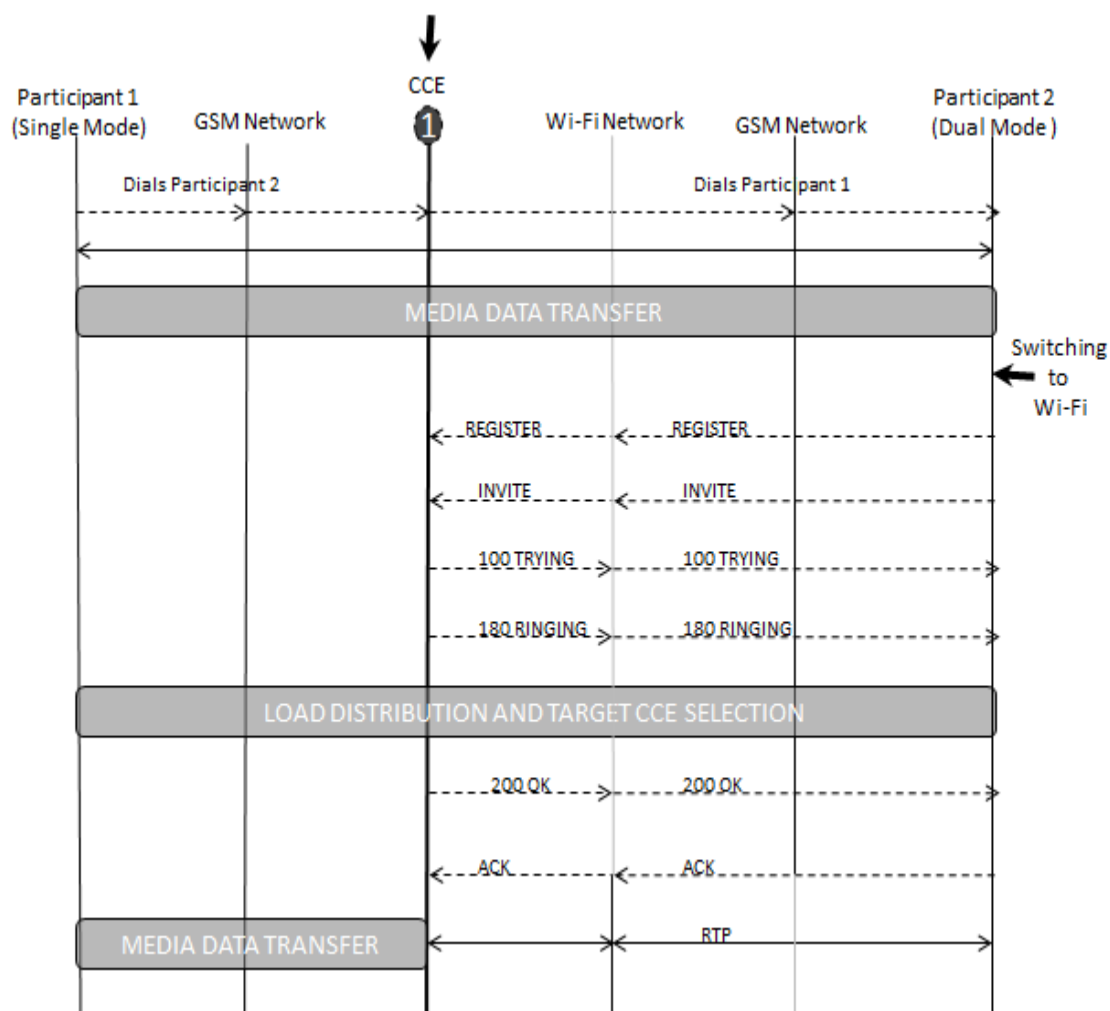 CCE
Participant 1
(Single Mode)
GSM Network
1
Wi-Fi Network
GSM Network
Participant 2
(Dual Mode )
Dials Participant 2
Dials Participant 1
MEDIA DATA TRANSFER
Switching
to
Wi-Fi
REGISTER
REGISTER
INVITE
INVITE
100 TRYING
100 TRYING
180 RINGING
180 RINGING
LOAD DISTRIBUTION AND TARGET CCE SELECTION
200 OK
200 OK
ACK
ACK
MEDIA DATA TRANSFER
RTP